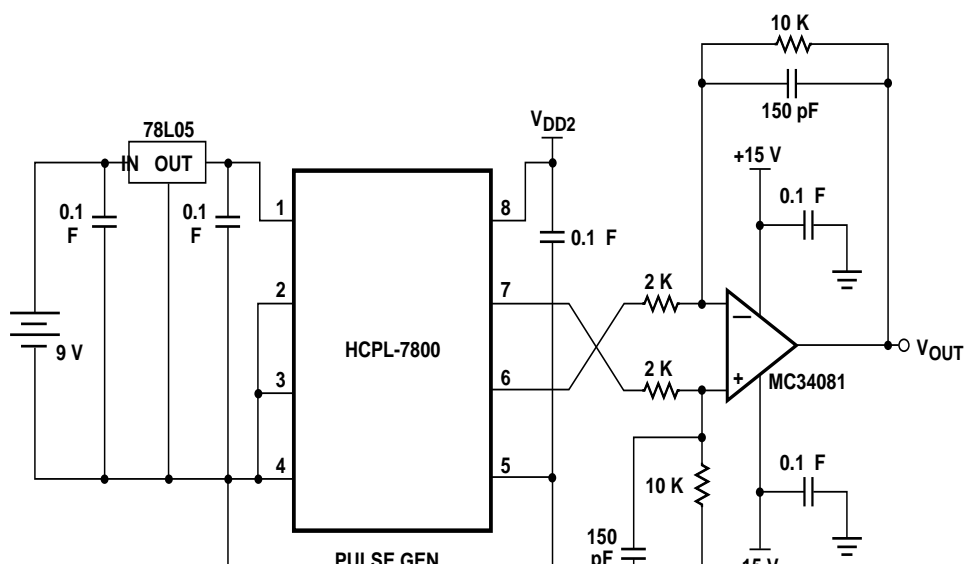 10 K
150 pF
V_DD2
78L05
IN OUT
+15 V
0.1 F
0.1
F
0.1
F
1
8
0.1 F
2 K
2
7
HCPL-7800
9 V
V_OUT
3
6
2 K
MC34081
4
5
0.1 F
10 K
150
pF
PULSE GEN
15 V